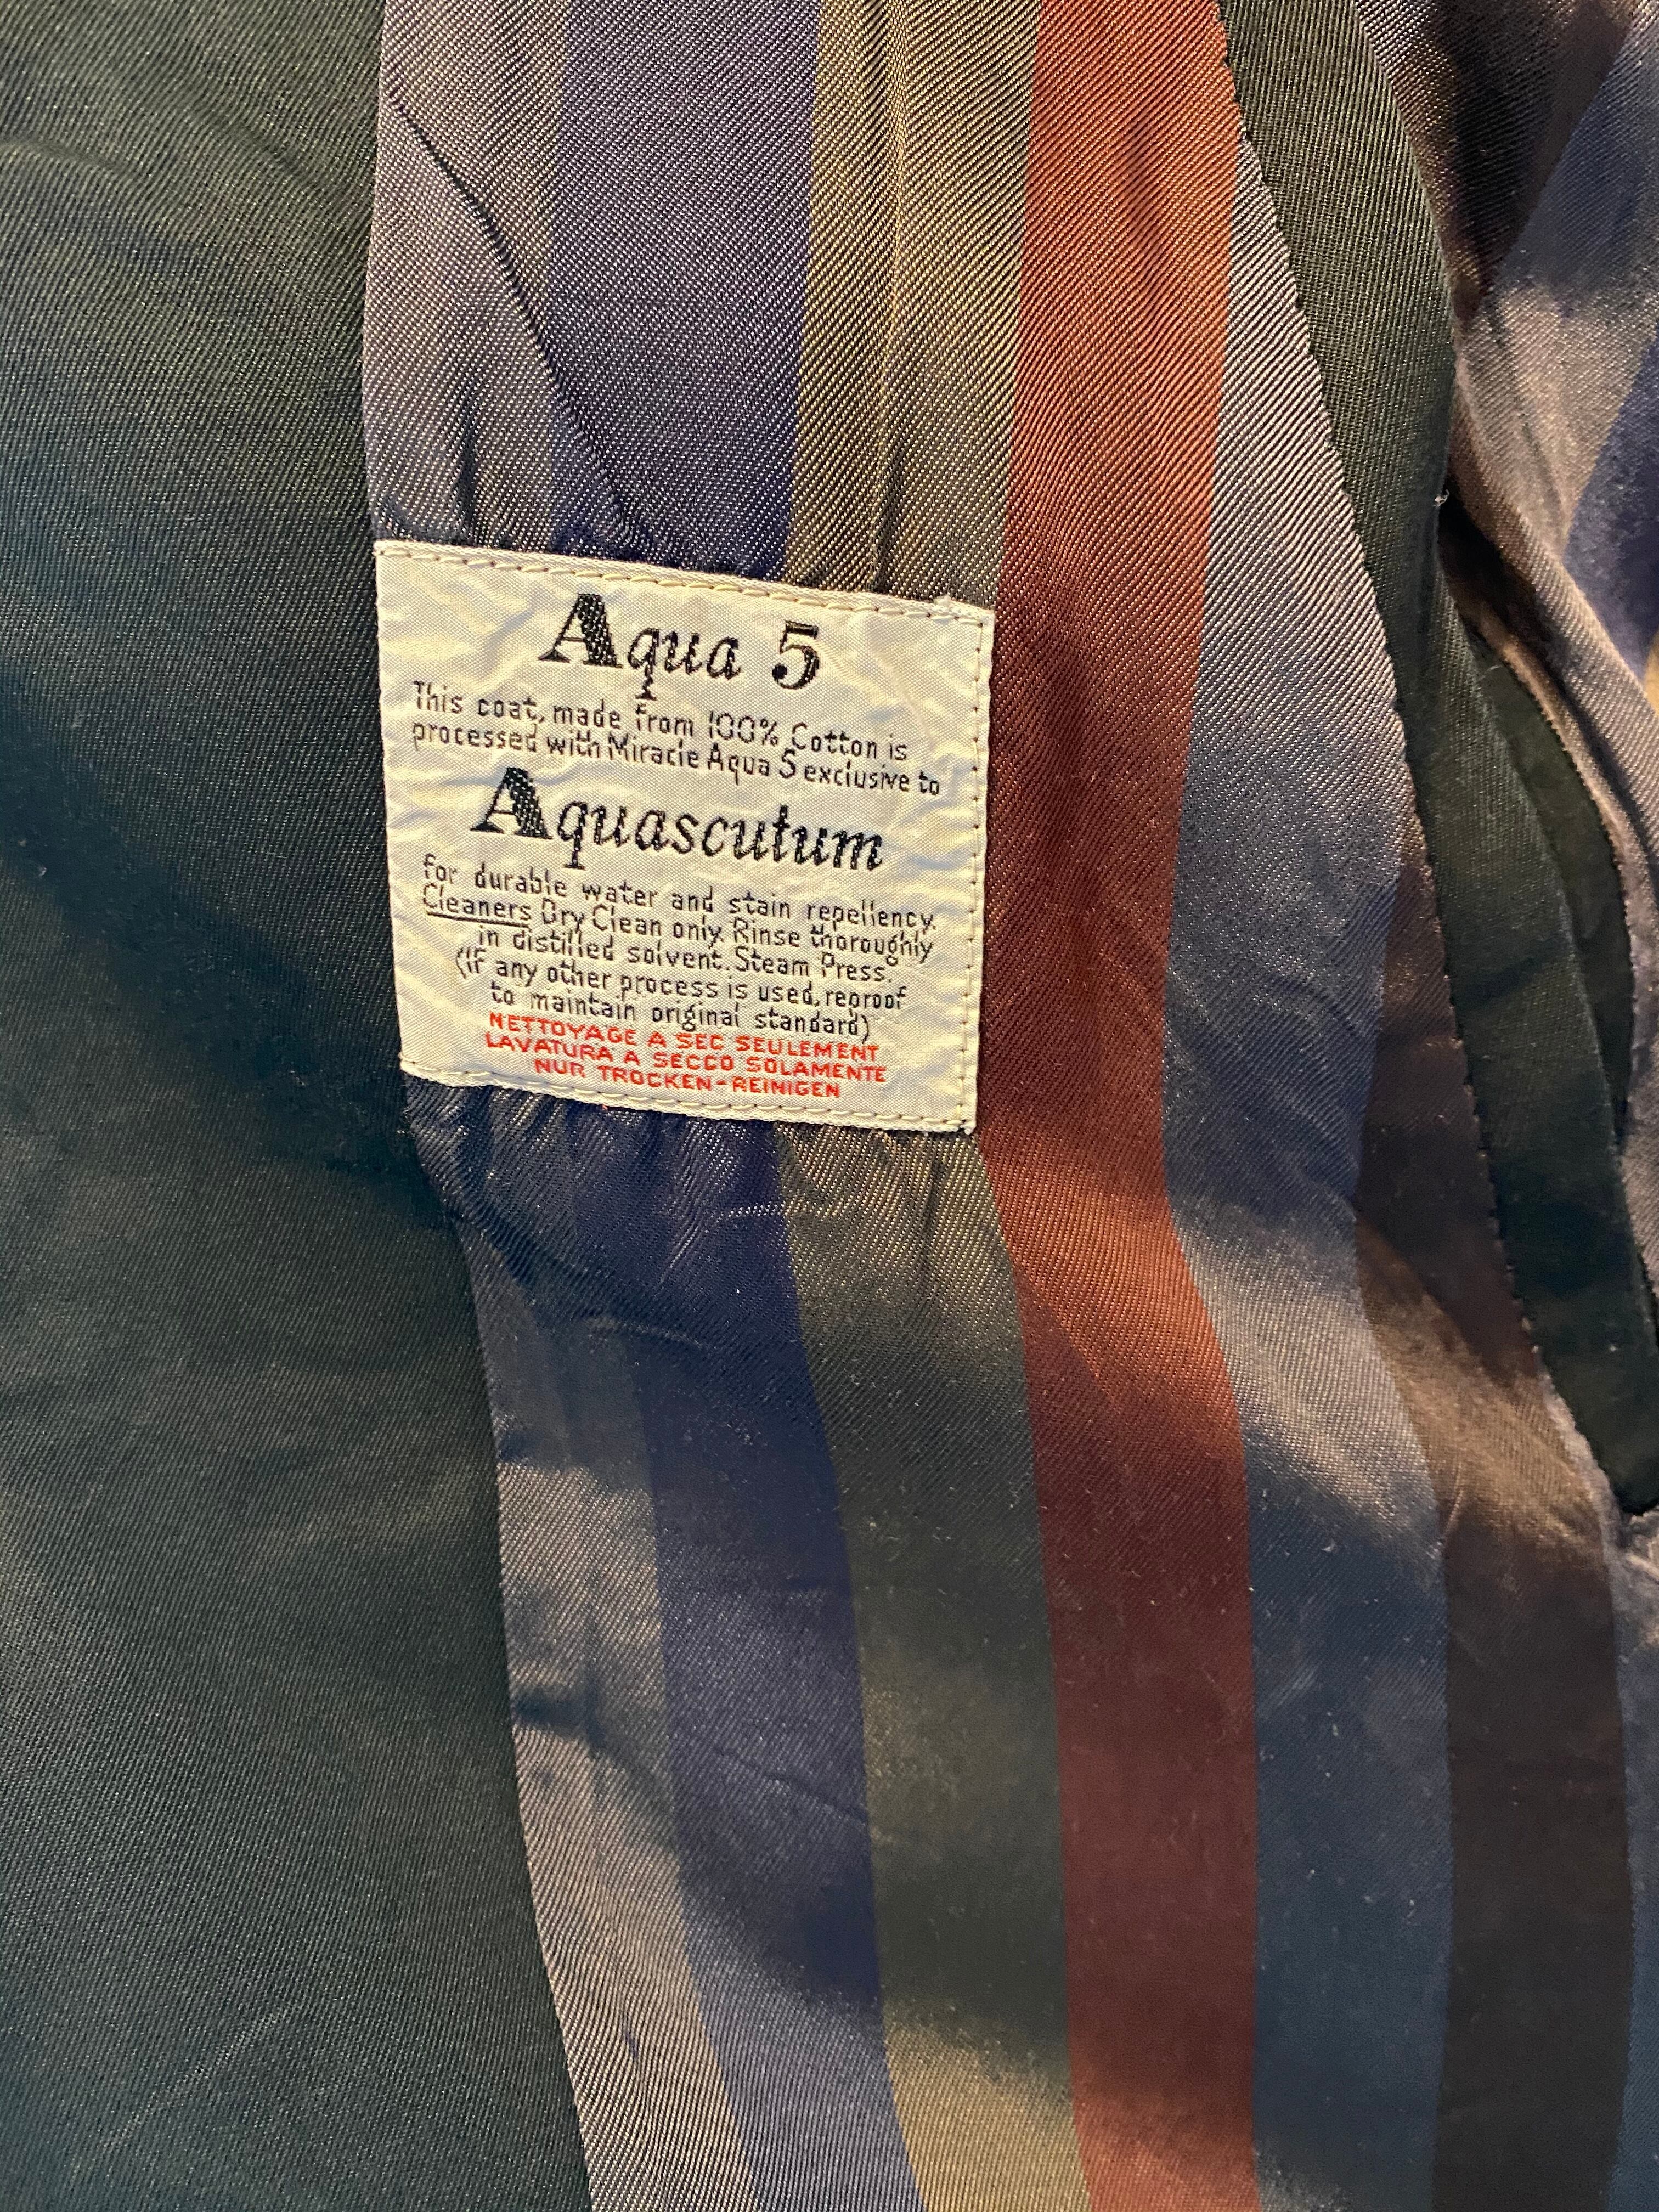 Aqua 5
This coat, made from 100% Cotton is
processed with Miracle Aqua 5 exclusive to
Aquascutum
for durable water and stain repellency.
Cleaners Dry Clean only. Rinse thoroughly
in distilled solvent. Steam Press.
(if any other process is used, reproof
to maintain original standard)
NETTOYAGE A SEC SEULEMENT
LAVATURA A SECCO SOLAMENTE
NUR TROCKEN-REINIGEN